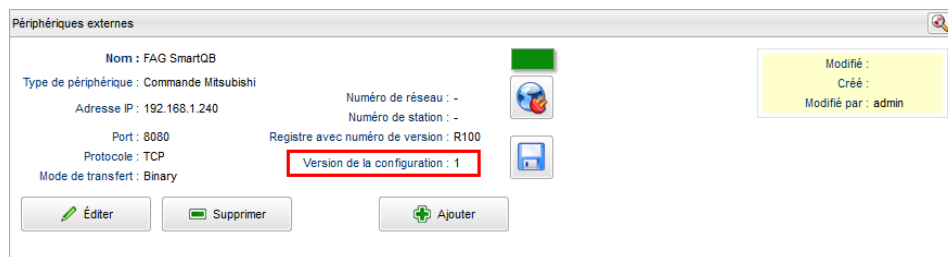 Périphériques externes
Nom : FAG SmartQB
Type de périphérique : Commande Mitsubishi
Adresse IP : 192.168.1.240
Port : 8080
Protocole : TCP
Mode de transfert : Binary
Numéro de réseau : -
Numéro de station : -
Registre avec numéro de version : R100
Version de la configuration : 1
Modifié :
Créé :
Modifié par : admin
Éditer
Supprimer
Ajouter